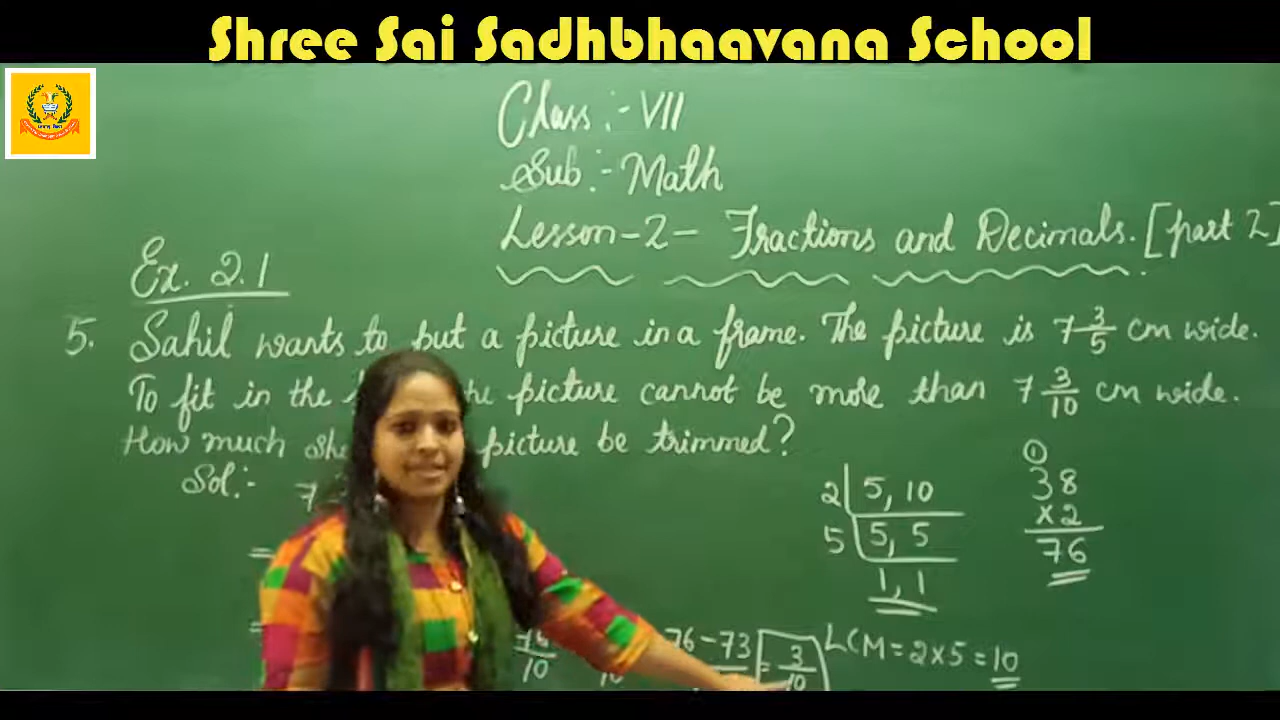 Shree Sai Sadhbhaavana School
Class :- VII
Sub :- Math
Lesson-2- Fractions and Decimals. [part 2]
Ex. 2.1
5. Sahil wants to put a picture in a frame. The picture is 7 3/5 cm wide.
To fit in the picture cannot be more than 7 3/10 cm wide.
How much picture be trimmed?
Sol:-
7
=
=
76/10
76-73
= 3/10
2 | 5, 10
5 | 5, 5
1, 1
LCM = 2×5 = 10
1
38
×2
76